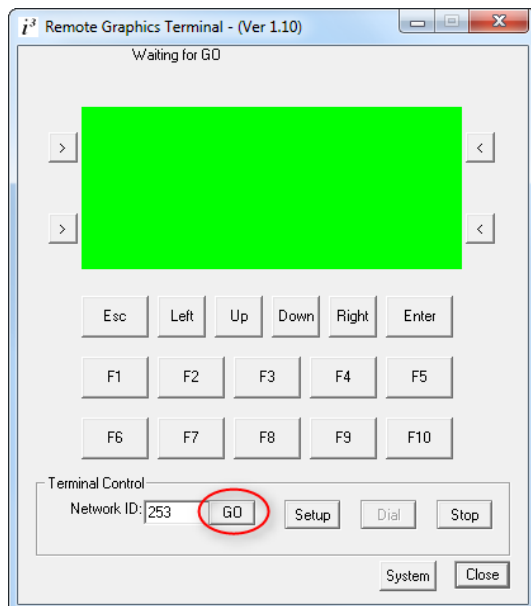 i³ Remote Graphics Terminal - (Ver 1.10)
Waiting for GO
> <
> <
Esc Left Up Down Right Enter
F1 F2 F3 F4 F5
F6 F7 F8 F9 F10
Terminal Control
Network ID: 253 GO Setup Dial Stop
System Close